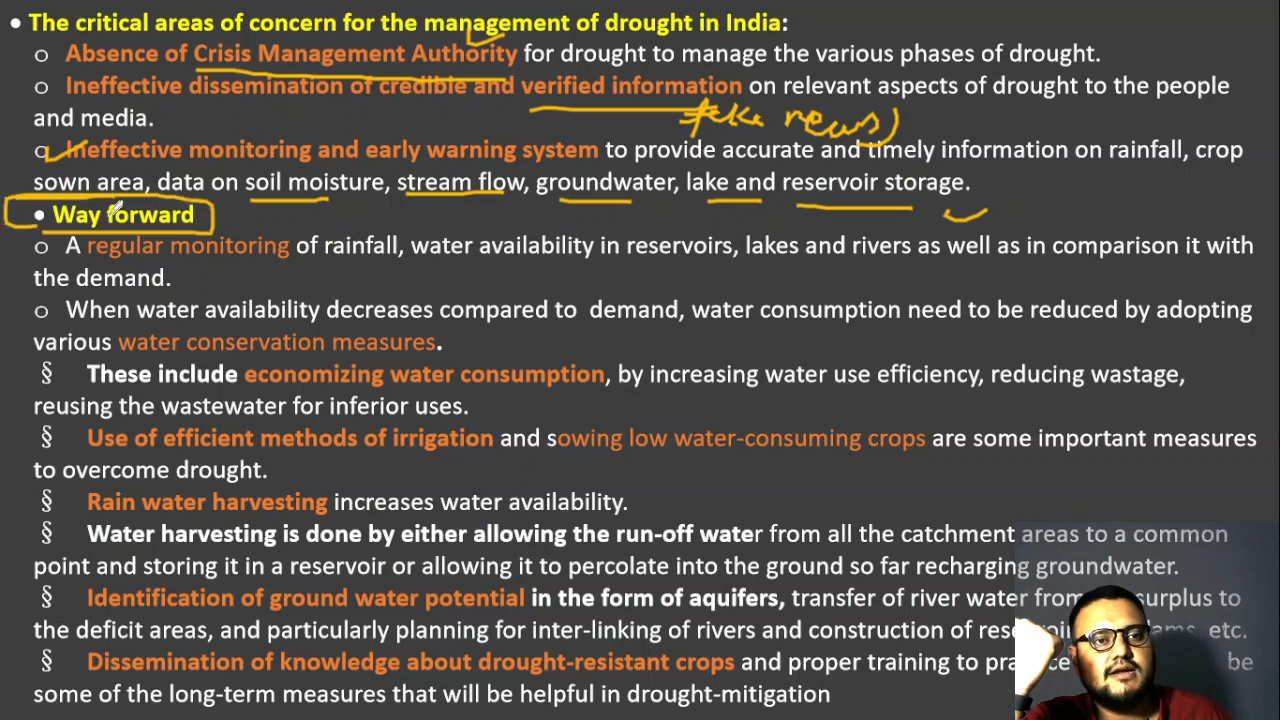 • The critical areas of concern for the management of drought in India:
o Absence of Crisis Management Authority for drought to manage the various phases of drought.
o Ineffective dissemination of credible and verified information on relevant aspects of drought to the people
and media.
fake news)
o Ineffective monitoring and early warning system to provide accurate and timely information on rainfall, crop
sown area, data on soil moisture, stream flow, groundwater, lake and reservoir storage.
• Way forward
o A regular monitoring of rainfall, water availability in reservoirs, lakes and rivers as well as in comparison it with
the demand.
o When water availability decreases compared to demand, water consumption need to be reduced by adopting
various water conservation measures.
§ These include economizing water consumption, by increasing water use efficiency, reducing wastage,
reusing the wastewater for inferior uses.
§ Use of efficient methods of irrigation and sowing low water-consuming crops are some important measures
to overcome drought.
§ Rain water harvesting increases water availability.
§ Water harvesting is done by either allowing the run-off water from all the catchment areas to a common
point and storing it in a reservoir or allowing it to percolate into the ground so far recharging groundwater.
§ Identification of ground water potential in the form of aquifers, transfer of river water from surplus to
the deficit areas, and particularly planning for inter-linking of rivers and construction of etc.
§ Dissemination of knowledge about drought-resistant crops and proper training to be
some of the long-term measures that will be helpful in drought-mitigation